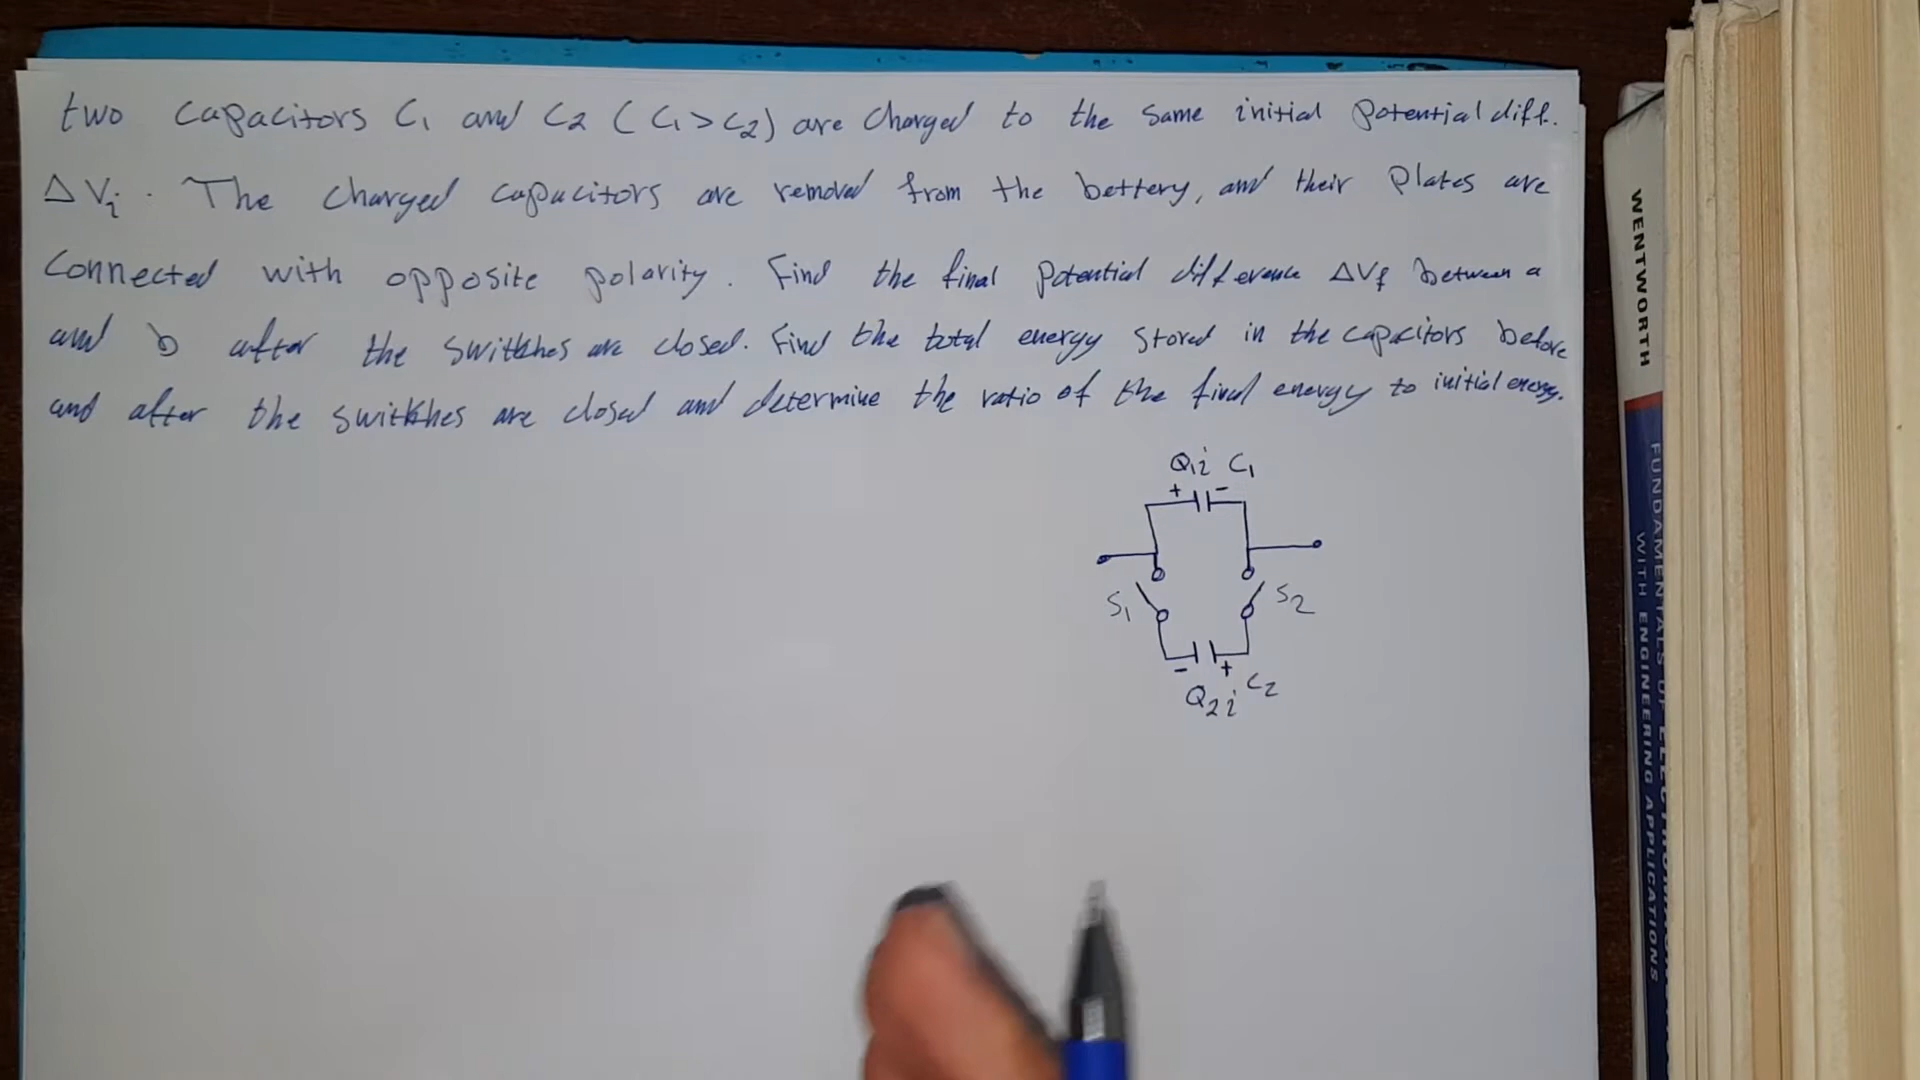 two capacitors C1 and C2 (C1>C2) are charged to the same initial potential diff.
ΔVi. The charged capacitors are removed from the bettery, and their plates are
connected with opposite polarity. Find the final potential difference ΔVf between a
and b after the switkhes are closed. Find the total energy stored in the capacitors before
and after the switkhes are closed and determine the ratio of the final energy to initial energy.
Q1i C1
+ -
S1 S2
- +
Q2i C2
WENTWORTH
FUNDAMENTALS OF ELECTROMAGNETICS
WITH ENGINEERING APPLICATIONS